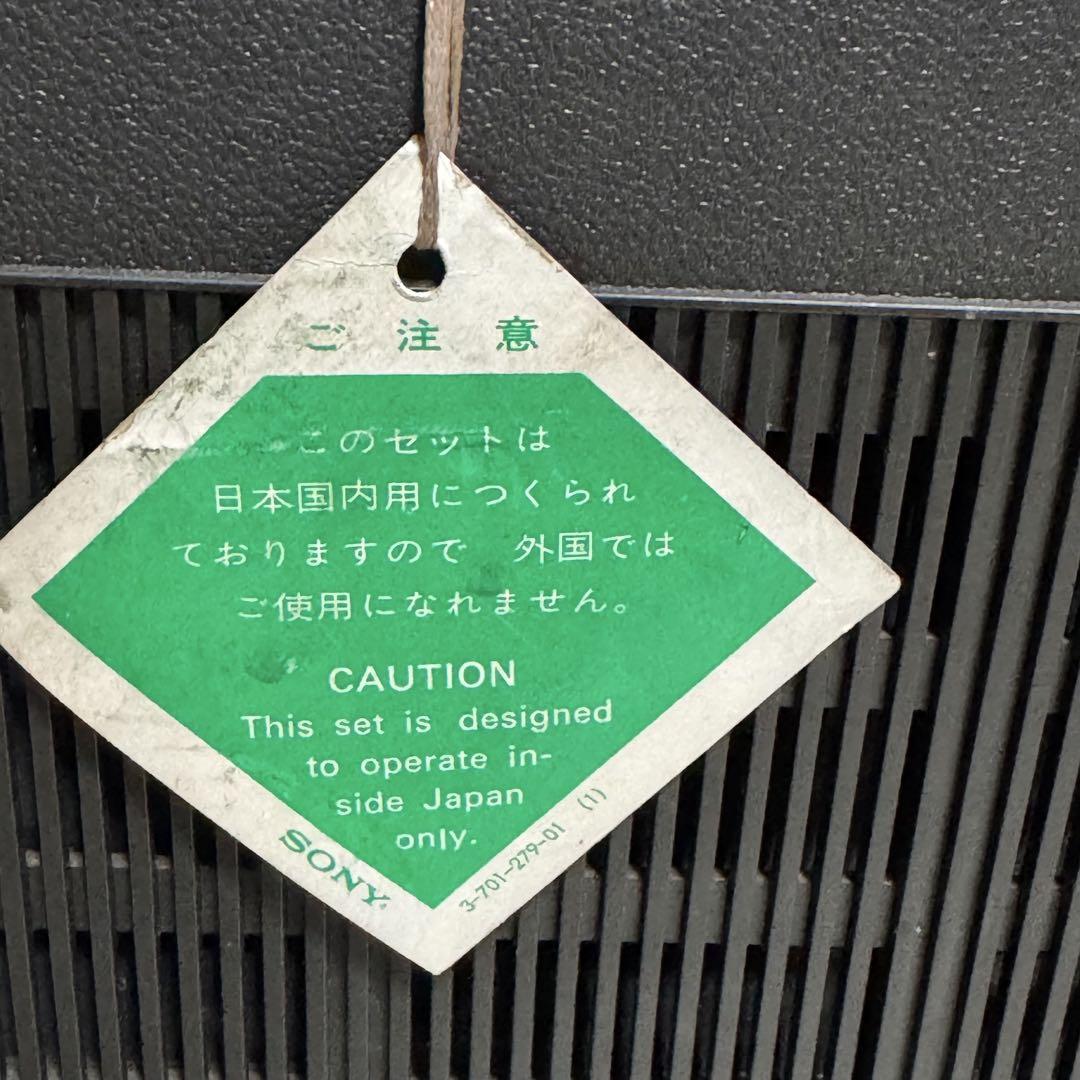 ご注意
このセットは
日本国内用につくられ
ておりますので 外国では
ご使用になれません。
CAUTION
This set is designed
to operate in-
side Japan
only.
SONY
3-701-279-01 (1)